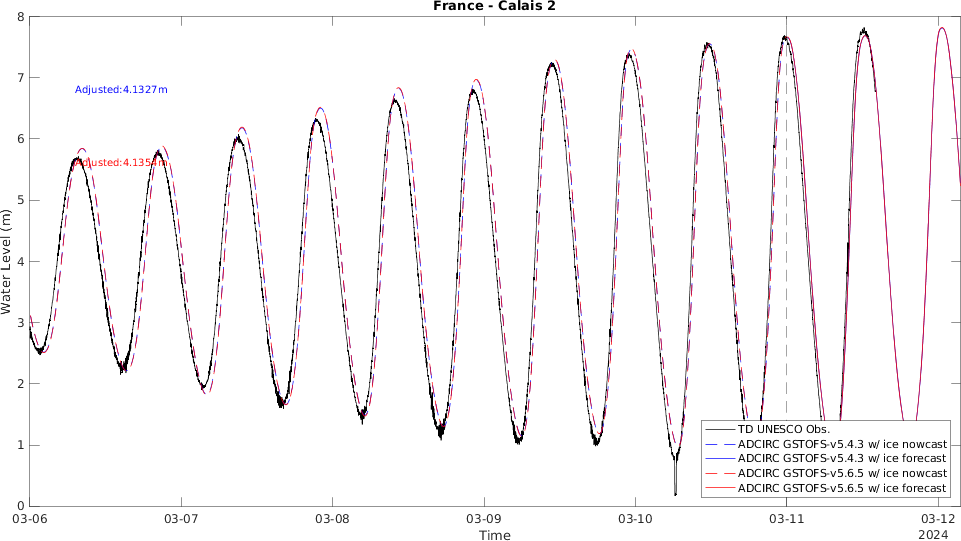 France - Calais 2
8
7
6
5
4
3
2
1
0
Water Level (m)
Adjusted:4.1327m
Adjusted:4.1354m
TD UNESCO Obs.
ADCIRC GSTOFS-v5.4.3 w/ ice nowcast
ADCIRC GSTOFS-v5.4.3 w/ ice forecast
ADCIRC GSTOFS-v5.6.5 w/ ice nowcast
ADCIRC GSTOFS-v5.6.5 w/ ice forecast
03-06 03-07 03-08 03-09 03-10 03-11 03-12
Time
2024